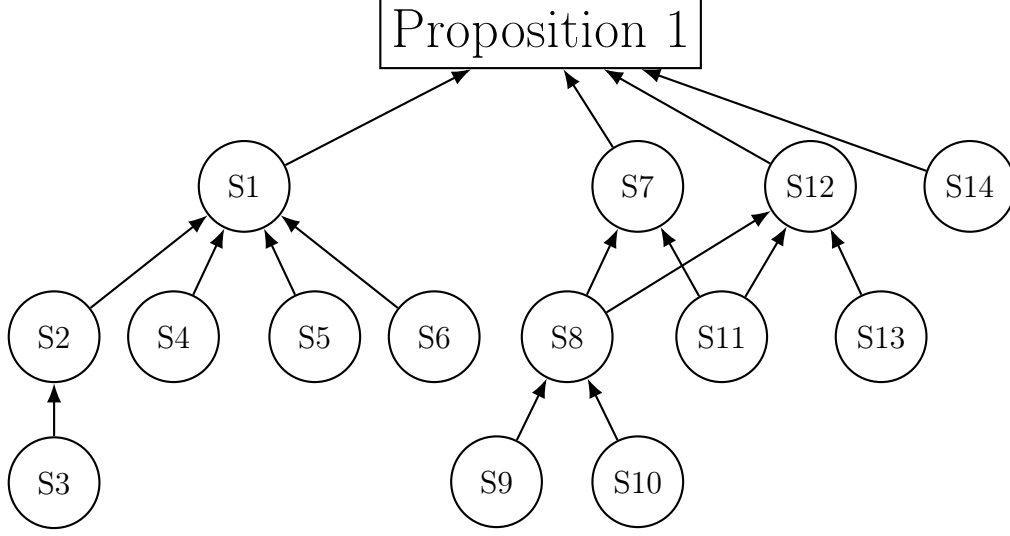 Proposition 1
S1
S7
S12
S14
S2
S4
S5
S6
S8
S11
S13
S3
S9
S10